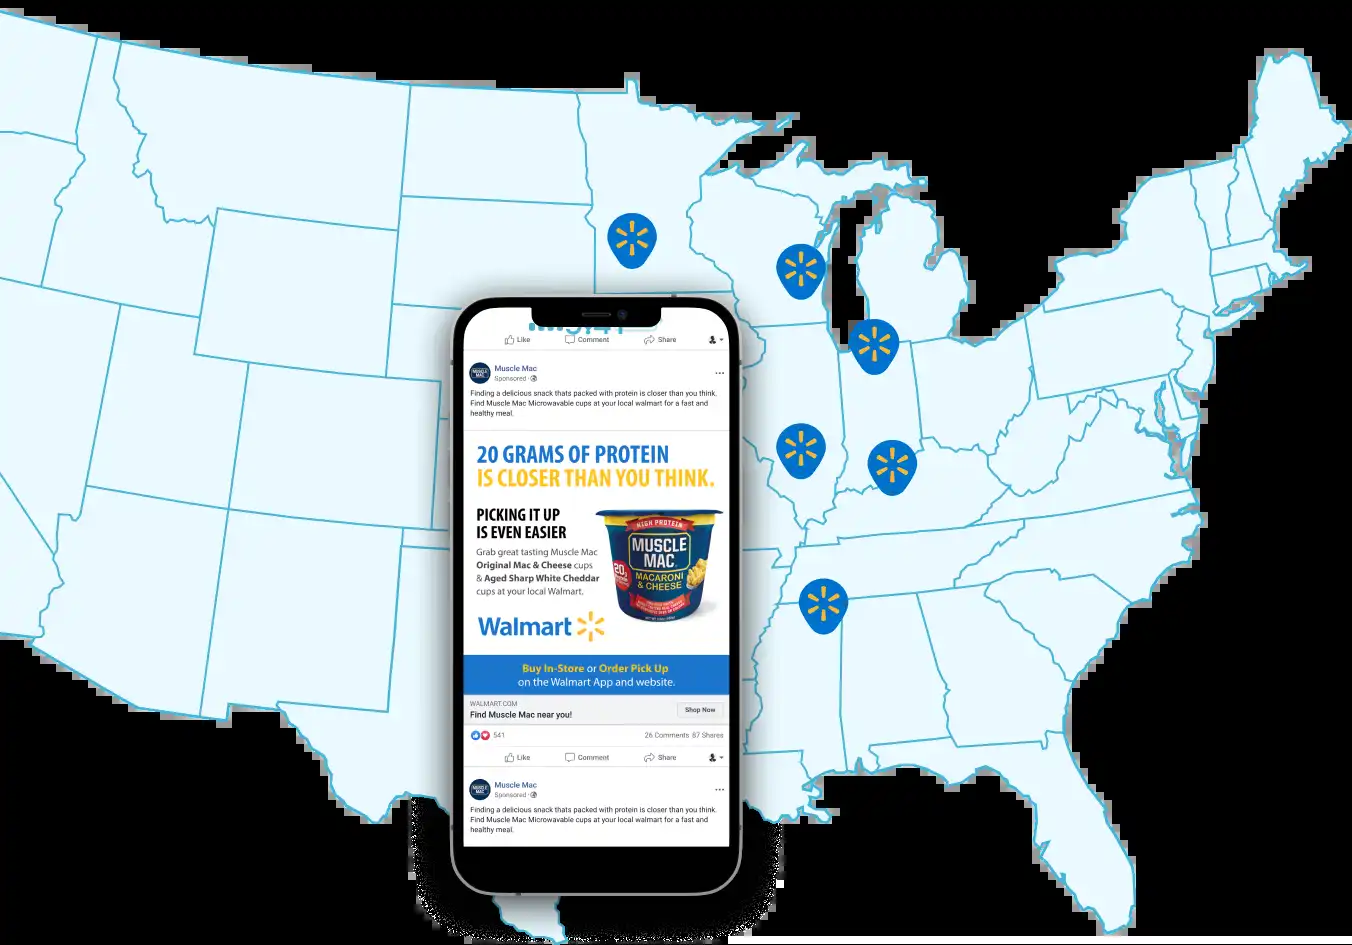 Like Comment Share
Muscle Mac
Sponsored ·
Finding a delicious snack thats packed with protein is closer than you think.
Find Muscle Mac Microwavable cups at your local walmart for a fast and
healthy meal.
20 GRAMS OF PROTEIN
IS CLOSER THAN YOU THINK.
PICKING IT UP
IS EVEN EASIER
Grab great tasting Muscle Mac
Original Mac & Cheese cups
& Aged Sharp White Cheddar
cups at your local Walmart.
HIGH PROTEIN
MUSCLE
MAC
MACARONI
& CHEESE
20g
Walmart
Buy In-Store or Order Pick Up
on the Walmart App and website.
WALMART.COM
Find Muscle Mac near you!
Shop Now
541
26 Comments 87 Shares
Like Comment Share
Muscle Mac
Sponsored ·
Finding a delicious snack thats packed with protein is closer than you think.
Find Muscle Mac Microwavable cups at your local walmart for a fast and
healthy meal.